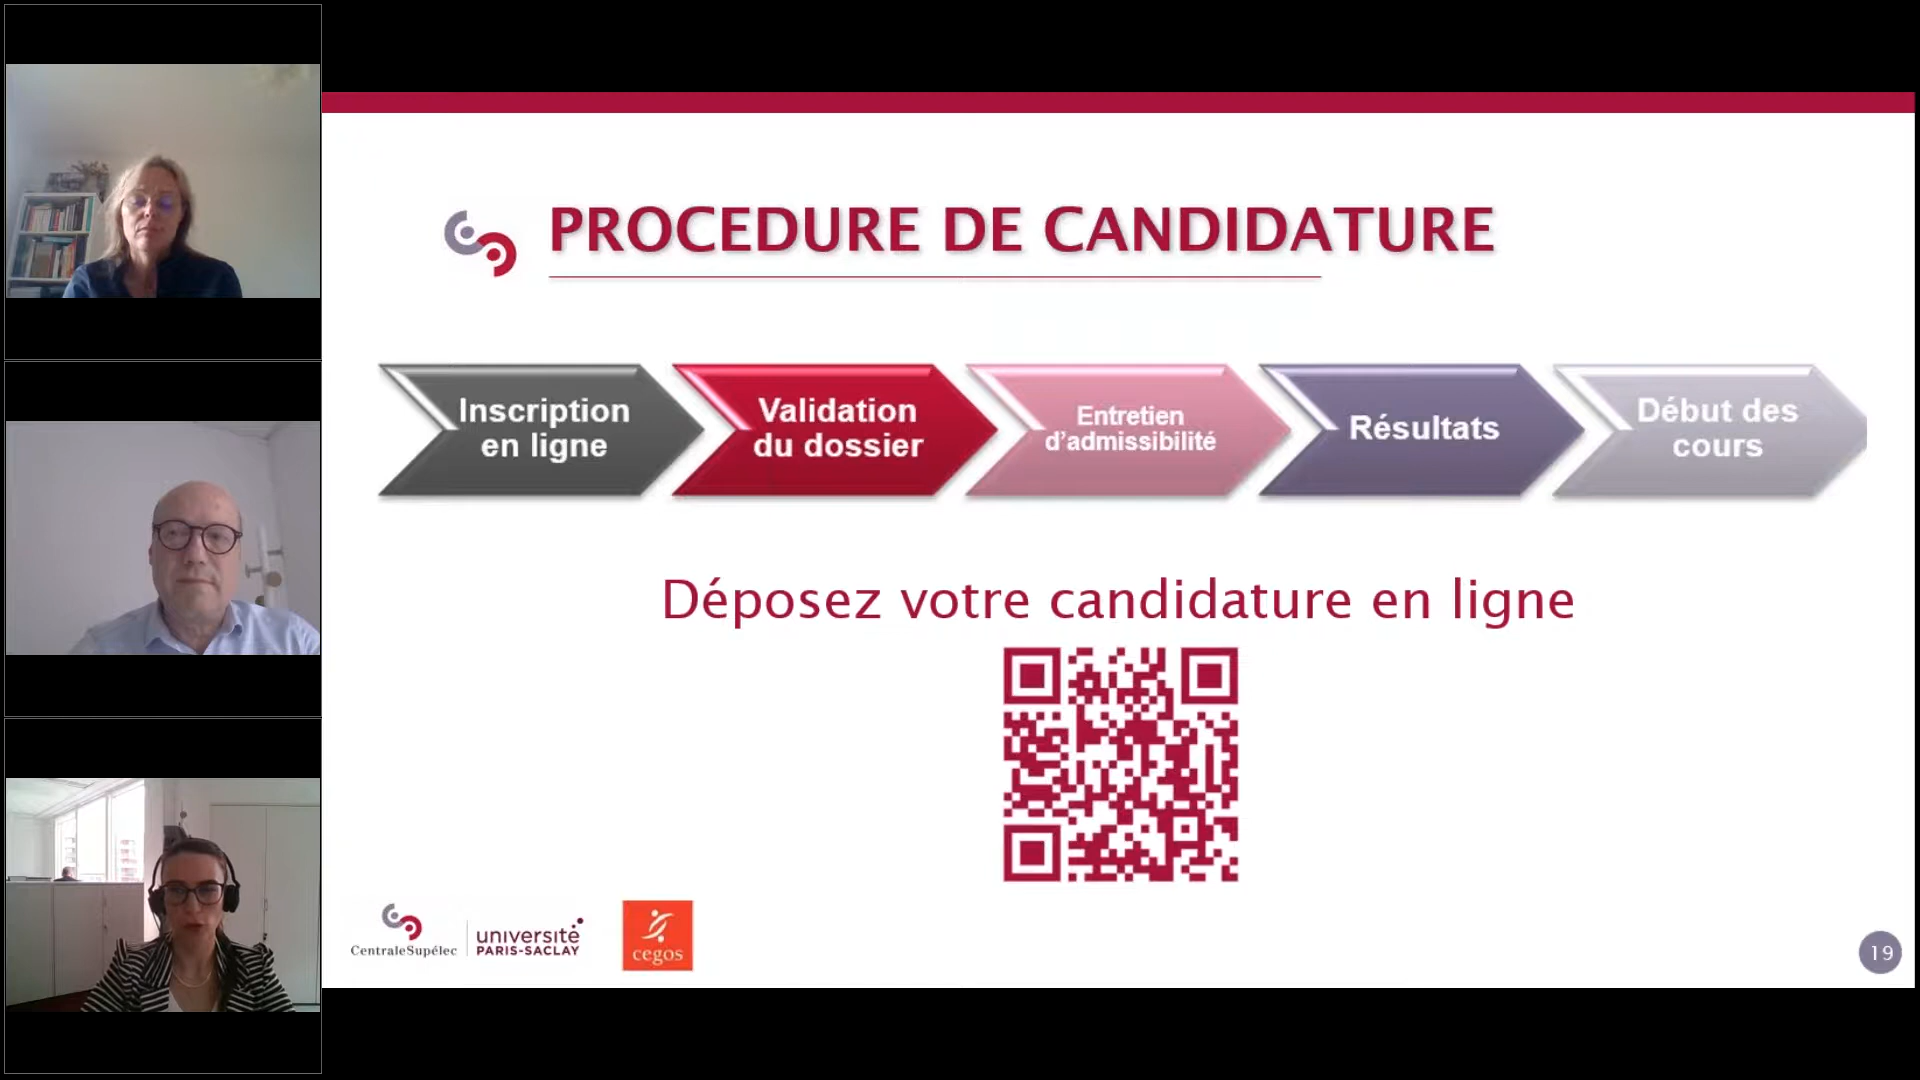 PROCEDURE DE CANDIDATURE
Inscription
en ligne
Validation
du dossier
Entretien
d'admissibilité
Résultats
Début des
cours
Déposez votre candidature en ligne
CentraleSupélec
université
PARIS-SACLAY
cegos
19